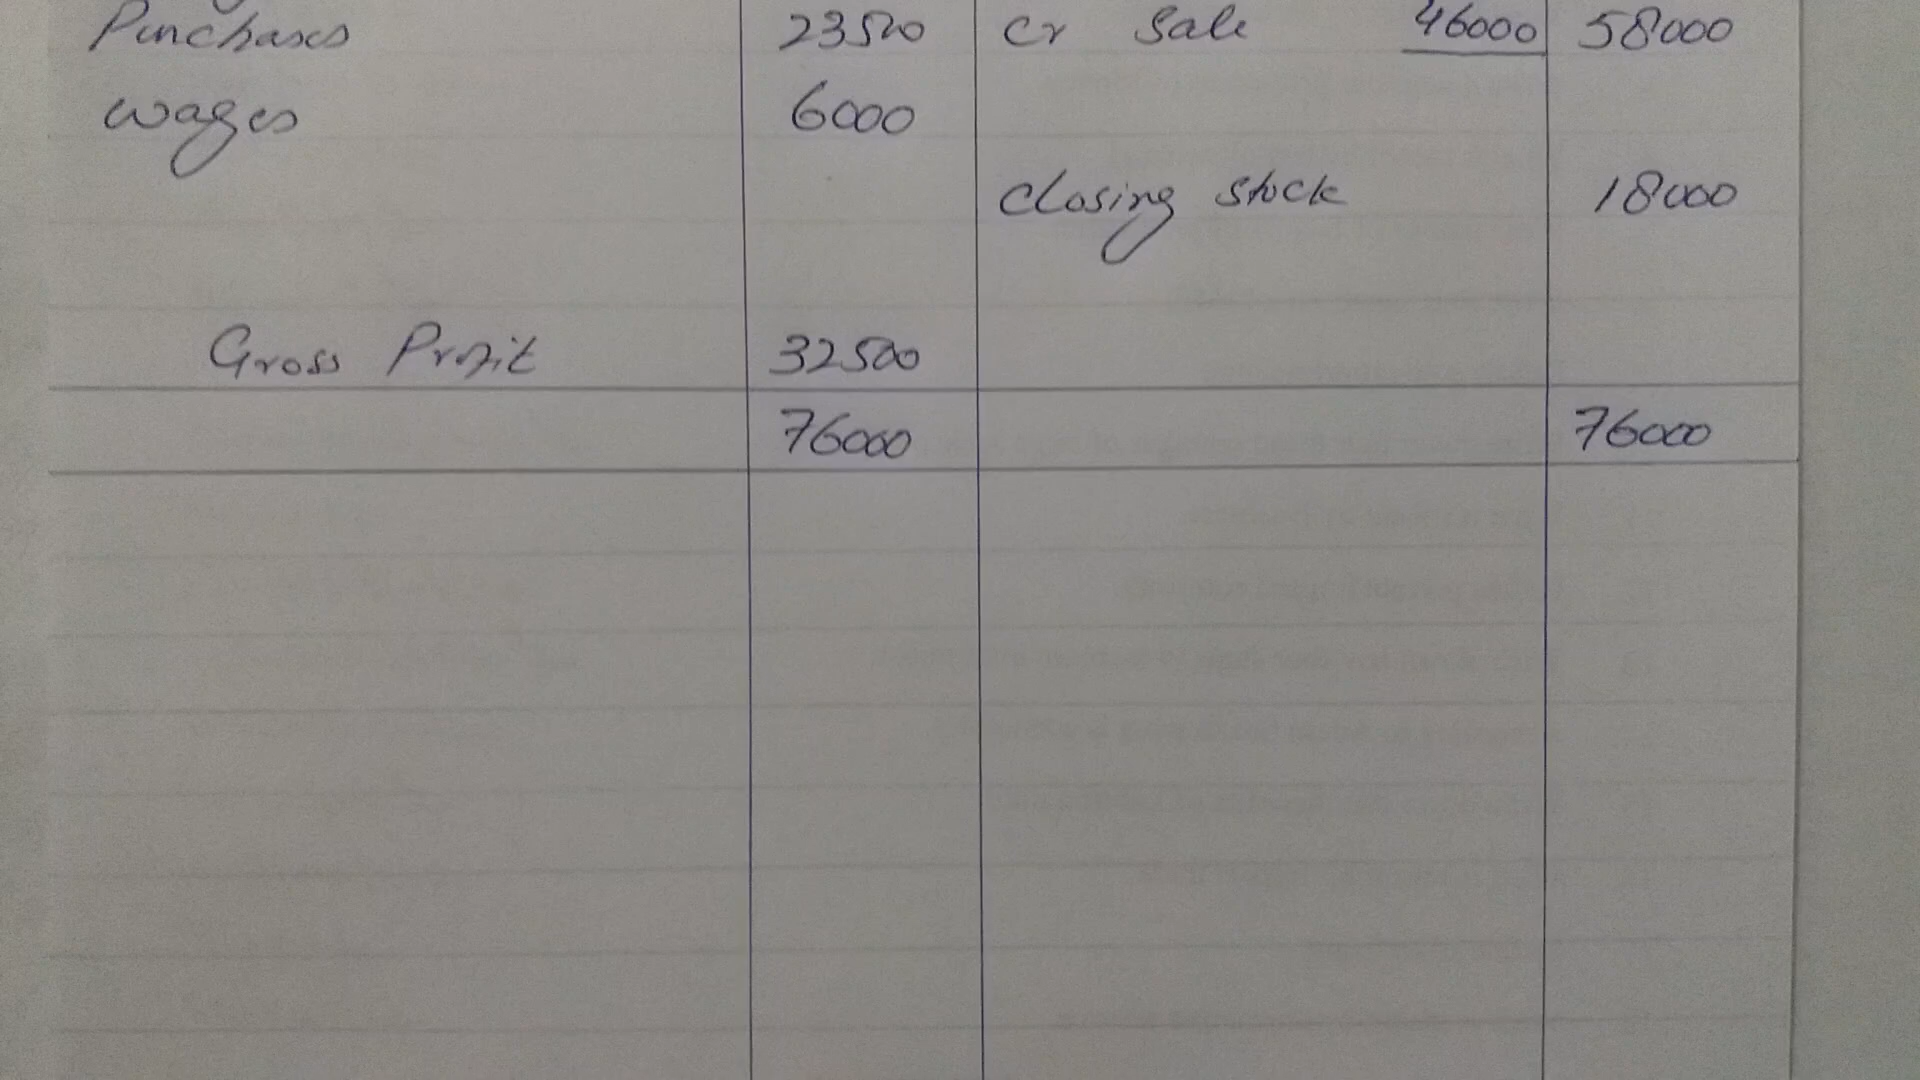 Purchases 23500 Cr Sale 46000 58000
Wages 6000
Closing Stock 18000
Gross Profit 32500
76000 76000